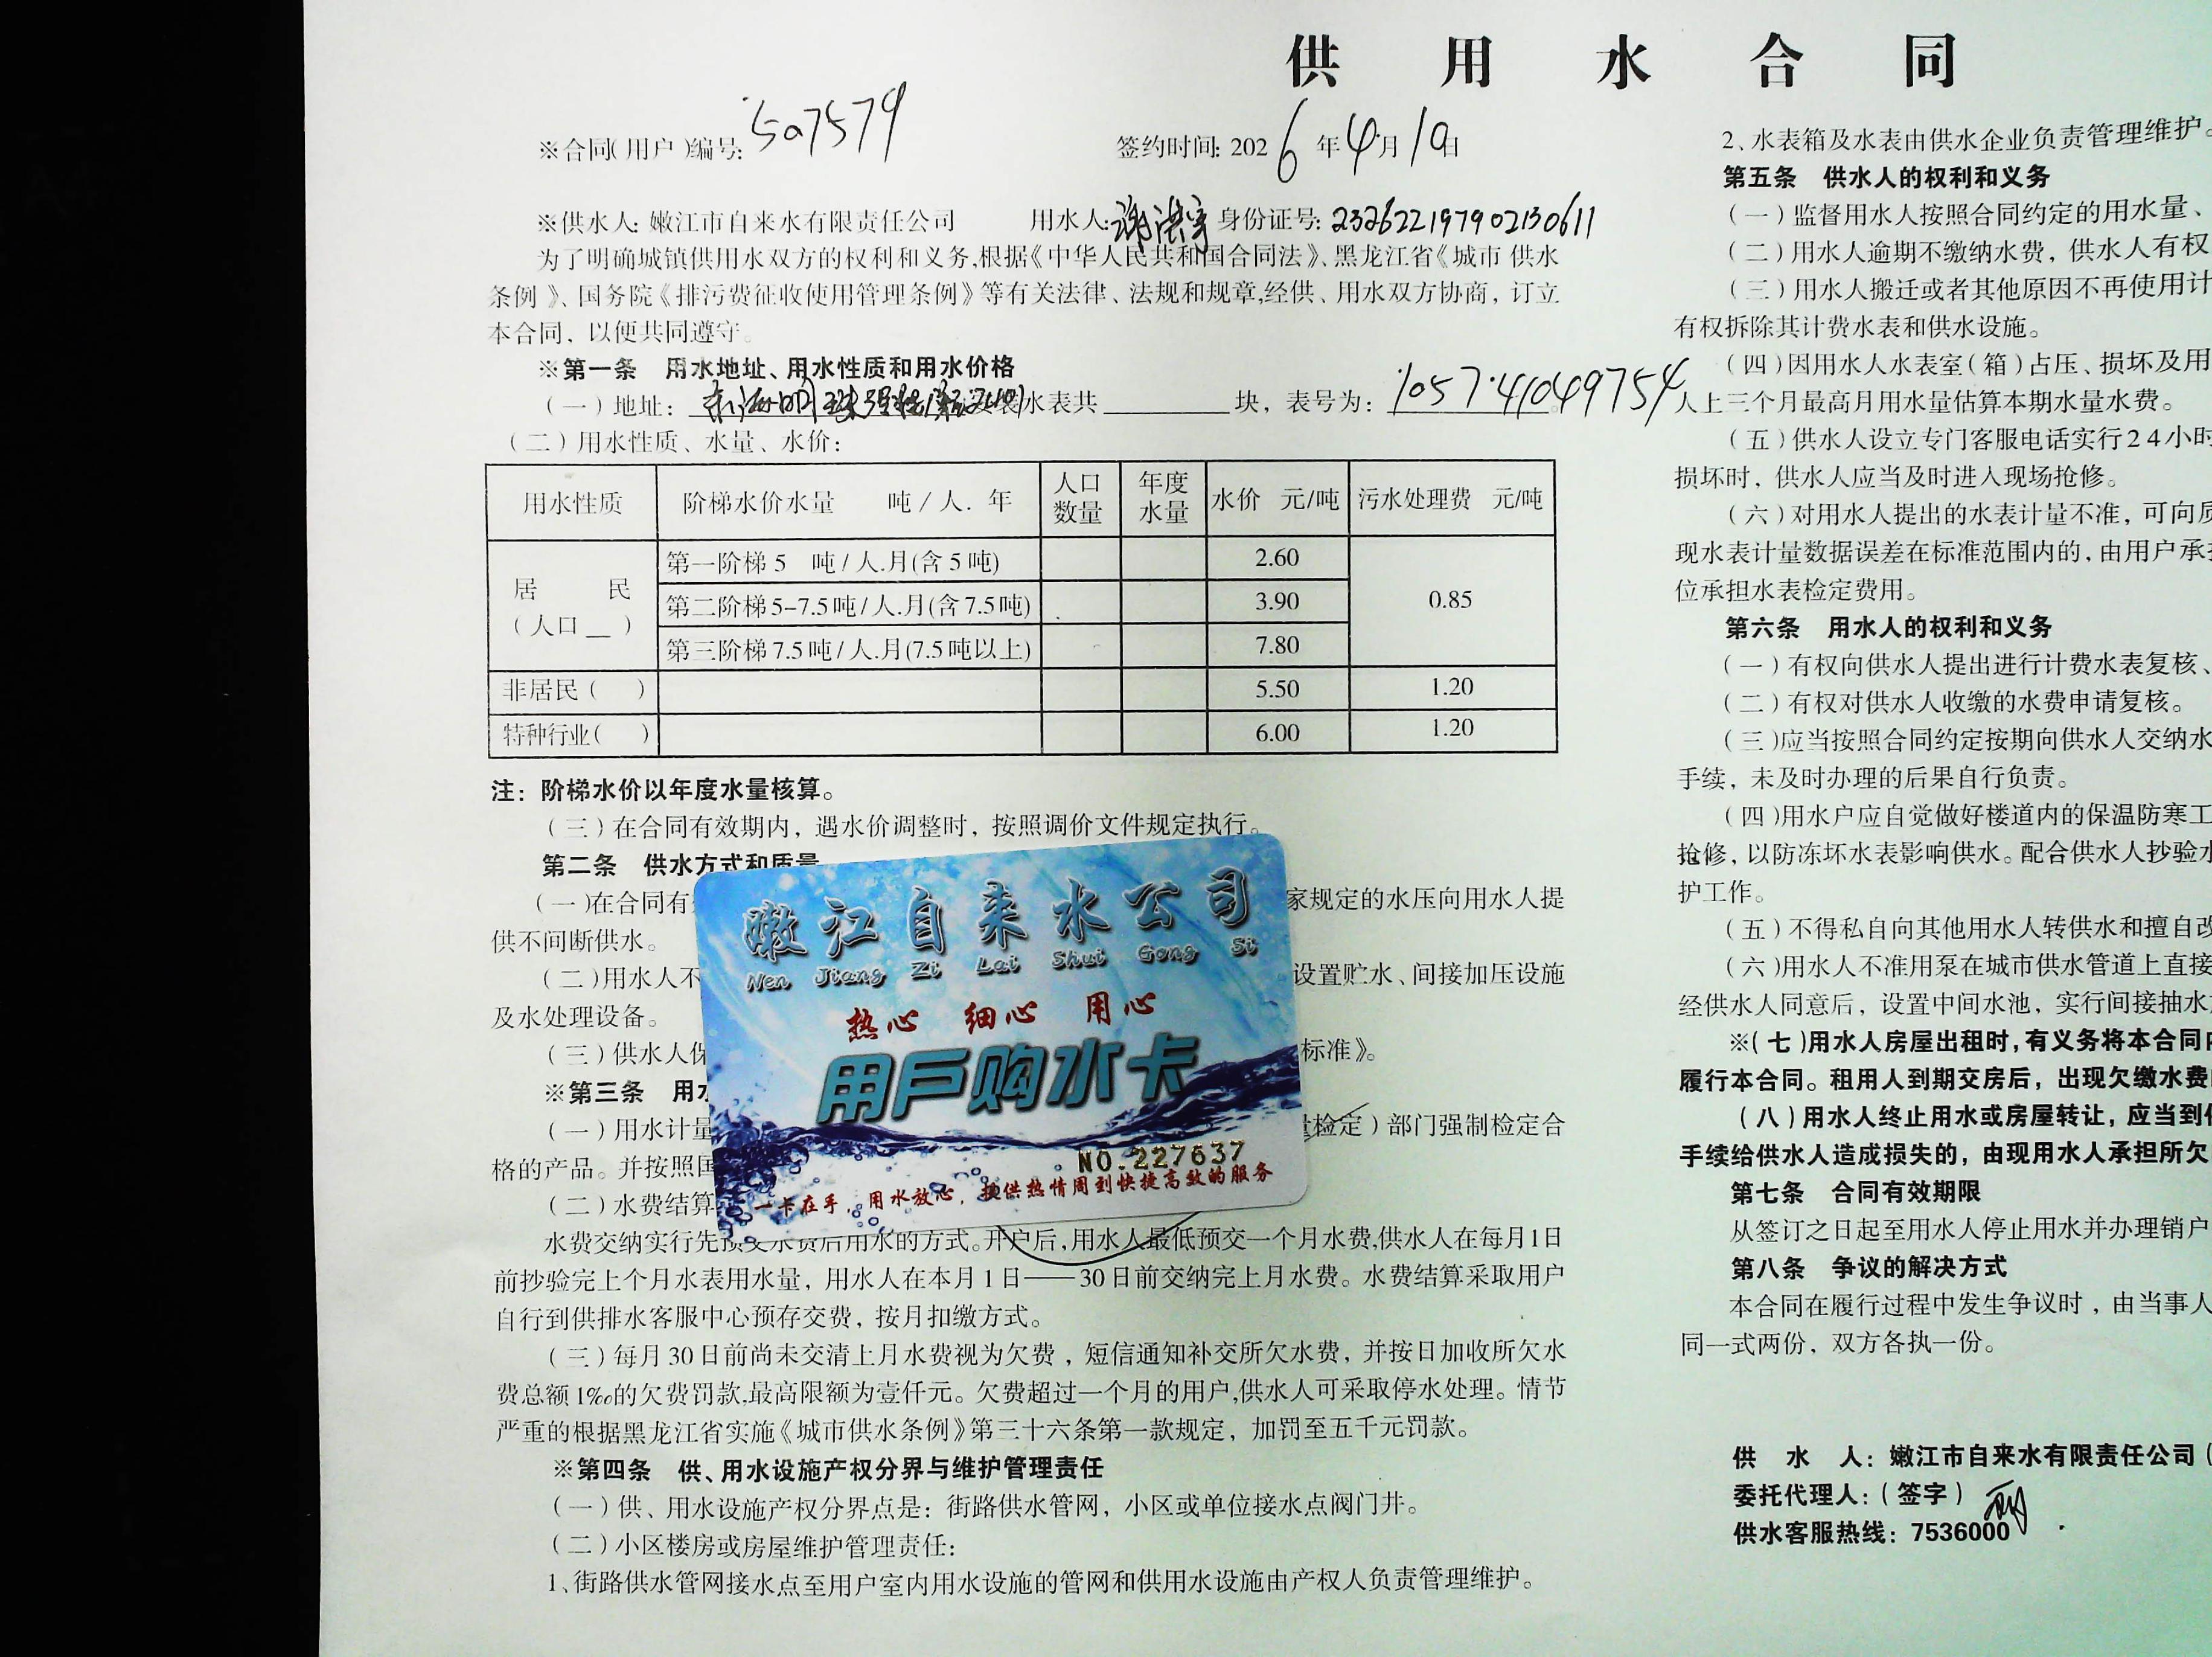 供用水合同
※合同(用户)编号: 507579
签约时间: 2026年4月10日
※供水人: 嫩江市自来水有限责任公司 用水人: 谢洪宇 身份证号: 232622197902130611
为了明确城镇供用水双方的权利和义务,根据《中华人民共和国合同法》、黑龙江省《城市供水
条例》、国务院《排污费征收使用管理条例》等有关法律、法规和规章,经供、用水双方协商，订立
本合同，以便共同遵守。
※第一条 用水地址、用水性质和用水价格
(一)地址: 水表共 块，表号为: 105741049754
(二)用水性质、水量、水价:
用水性质 阶梯水价水量 吨/人.年 人口数量 年度水量 水价 元/吨 污水处理费 元/吨
居民(人口__) 第一阶梯 5 吨/人.月(含5吨) 2.60 0.85
第二阶梯5-7.5吨/人.月(含7.5吨) 3.90
第三阶梯7.5吨/人.月(7.5吨以上) 7.80
非居民( ) 5.50 1.20
特种行业( ) 6.00 1.20
注：阶梯水价以年度水量核算。
(三)在合同有效期内，遇水价调整时，按照调价文件规定执行。
第二条 供水方式和质量
(一)在合同有 家规定的水压向用水人提
供不间断供水。
(二)用水人不 设置贮水、间接加压设施
及水处理设备。
(三)供水人保 标准》。
※第三条 用水
(一)用水计量 量检定)部门强制检定合
格的产品。并按照国
(二)水费结算
水费交纳实行先预交水费后用水的方式。开户后,用水人最低预交一个月水费,供水人在每月1日
前抄验完上个月水表用水量，用水人在本月1日——30日前交纳完上月水费。水费结算采取用户
自行到供排水客服中心预存交费，按月扣缴方式。
(三)每月30日前尚未交清上月水费视为欠费，短信通知补交所欠水费，并按日加收所欠水
费总额1‰的欠费罚款,最高限额为壹仟元。欠费超过一个月的用户,供水人可采取停水处理。情节
严重的根据黑龙江省实施《城市供水条例》第三十六条第一款规定，加罚至五千元罚款。
※第四条 供、用水设施产权分界与维护管理责任
(一)供、用水设施产权分界点是：街路供水管网，小区或单位接水点阀门井。
(二)小区楼房或房屋维护管理责任:
1、街路供水管网接水点至用户室内用水设施的管网和供用水设施由产权人负责管理维护。
嫩江自来水公司
Nen Jiang Zi Lai Shui Gong Si
热心 细心 用心
用户购水卡
NO.227637
一卡在手，用水放心，提供热情周到快捷高效的服务
2、水表箱及水表由供水企业负责管理维护。
第五条 供水人的权利和义务
(一)监督用水人按照合同约定的用水量、
(二)用水人逾期不缴纳水费，供水人有权
(三)用水人搬迁或者其他原因不再使用计
有权拆除其计费水表和供水设施。
(四)因用水人水表室(箱)占压、损坏及用
人上三个月最高月用水量估算本期水量水费。
(五)供水人设立专门客服电话实行24小时
损坏时，供水人应当及时进入现场抢修。
(六)对用水人提出的水表计量不准，可向质
现水表计量数据误差在标准范围内的，由用户承担
位承担水表检定费用。
第六条 用水人的权利和义务
(一)有权向供水人提出进行计费水表复核、
(二)有权对供水人收缴的水费申请复核。
(三)应当按照合同约定按期向供水人交纳水
手续，未及时办理的后果自行负责。
(四)用水户应自觉做好楼道内的保温防寒工
抢修，以防冻坏水表影响供水。配合供水人抄验水
护工作。
(五)不得私自向其他用水人转供水和擅自改
(六)用水人不准用泵在城市供水管道上直接
经供水人同意后，设置中间水池，实行间接抽水
※(七)用水人房屋出租时,有义务将本合同内
履行本合同。租用人到期交房后，出现欠缴水费
(八)用水人终止用水或房屋转让，应当到供
手续给供水人造成损失的，由现用水人承担所欠
第七条 合同有效期限
从签订之日起至用水人停止用水并办理销户
第八条 争议的解决方式
本合同在履行过程中发生争议时，由当事人
同一式两份，双方各执一份。
供水人: 嫩江市自来水有限责任公司(
委托代理人:(签字)
供水客服热线: 7536000